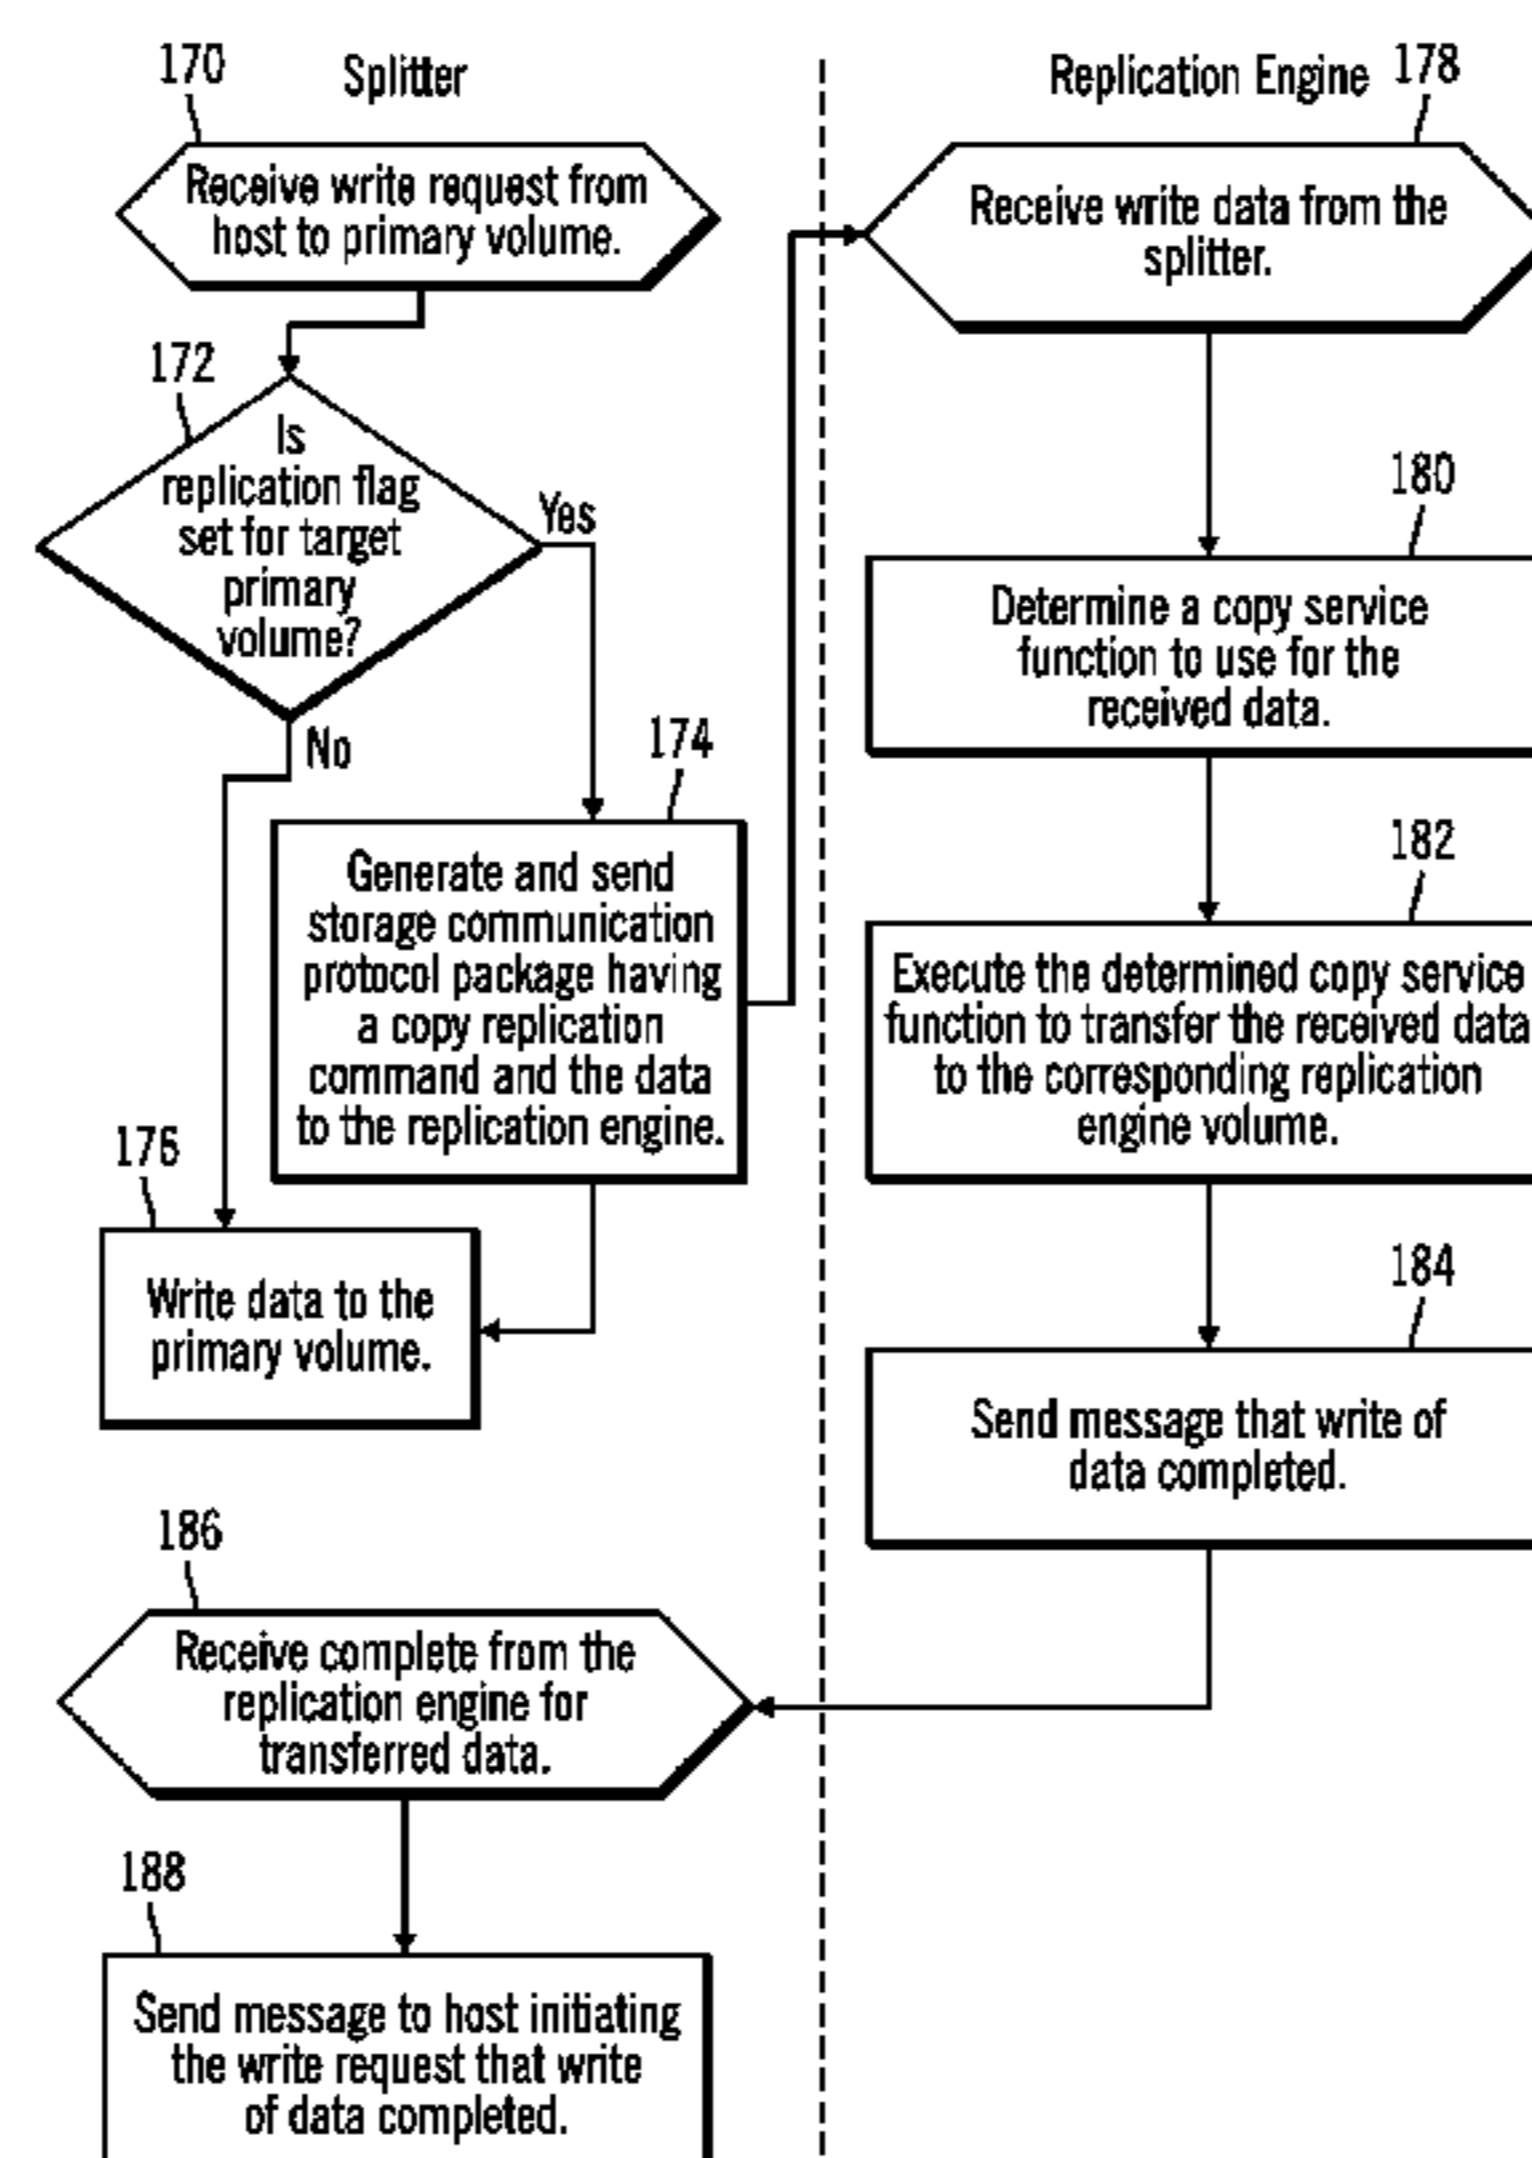 170
Splitter
Receive write request from
host to primary volume.
172
Is
replication flag
set for target
primary
volume?
Yes
No
174
Generate and send
storage communication
protocol package having
a copy replication
command and the data
to the replication engine.
176
Write data to the
primary volume.
186
Receive complete from the
replication engine for
transferred data.
188
Send message to host initiating
the write request that write
of data completed.
Replication Engine
178
Receive write data from the
splitter.
180
Determine a copy service
function to use for the
received data.
182
Execute the determined copy service
function to transfer the received data
to the corresponding replication
engine volume.
184
Send message that write of
data completed.